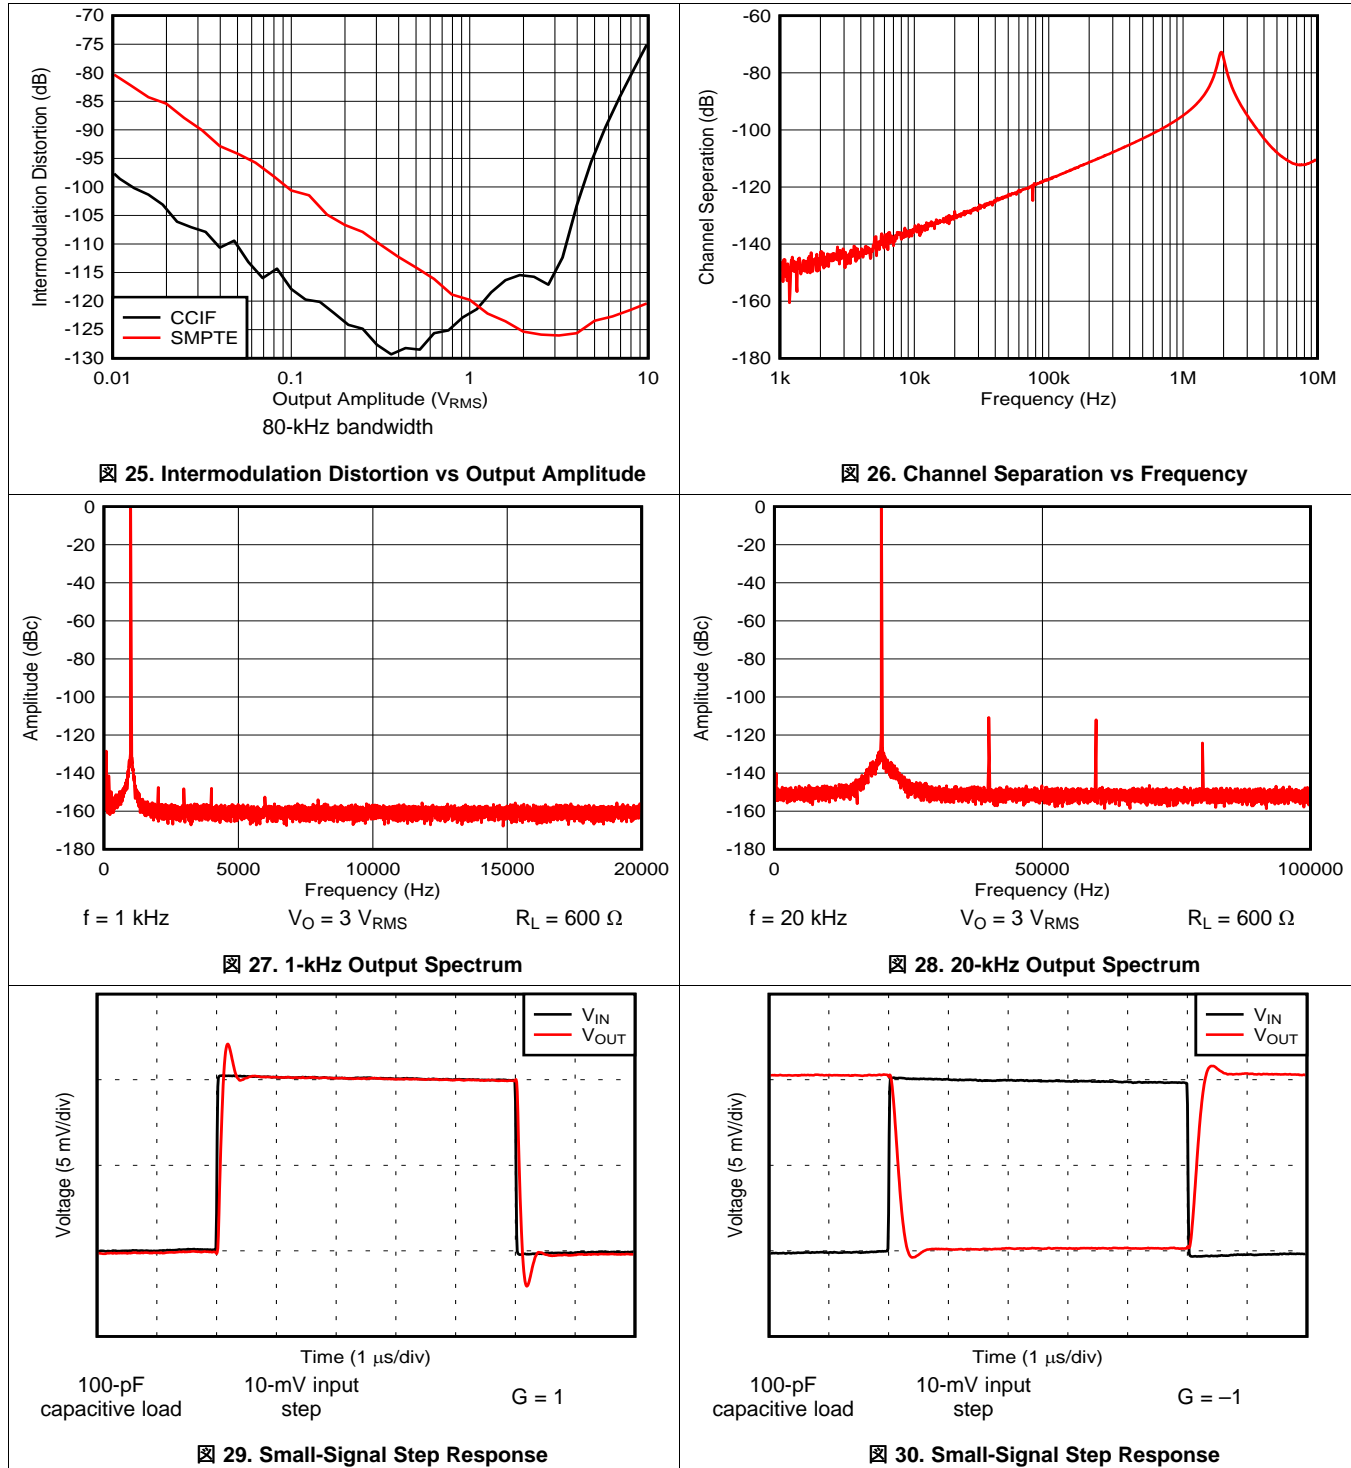 -70
-75
-80
-85
-90
-95
-100
-105
-110
-115
-120
-125
-130
Intermodulation Distortion (dB)
CCIF
SMPTE
0.01 0.1 1 10
Output Amplitude (VRMS)
80-kHz bandwidth
図 25. Intermodulation Distortion vs Output Amplitude
-60
-80
-100
-120
-140
-160
-180
Channel Seperation (dB)
1k 10k 100k 1M 10M
Frequency (Hz)
図 26. Channel Separation vs Frequency
0
-20
-40
-60
-80
-100
-120
-140
-160
-180
Amplitude (dBc)
0 5000 10000 15000 20000
Frequency (Hz)
f = 1 kHz VO = 3 VRMS RL = 600 Ω
図 27. 1-kHz Output Spectrum
0
-20
-40
-60
-80
-100
-120
-140
-160
-180
Amplitude (dBc)
0 50000 100000
Frequency (Hz)
f = 20 kHz VO = 3 VRMS RL = 600 Ω
図 28. 20-kHz Output Spectrum
VIN
VOUT
Voltage (5 mV/div)
Time (1 μs/div)
100-pF
capacitive load
10-mV input
step
G = 1
図 29. Small-Signal Step Response
VIN
VOUT
Voltage (5 mV/div)
Time (1 μs/div)
100-pF
capacitive load
10-mV input
step
G = –1
図 30. Small-Signal Step Response